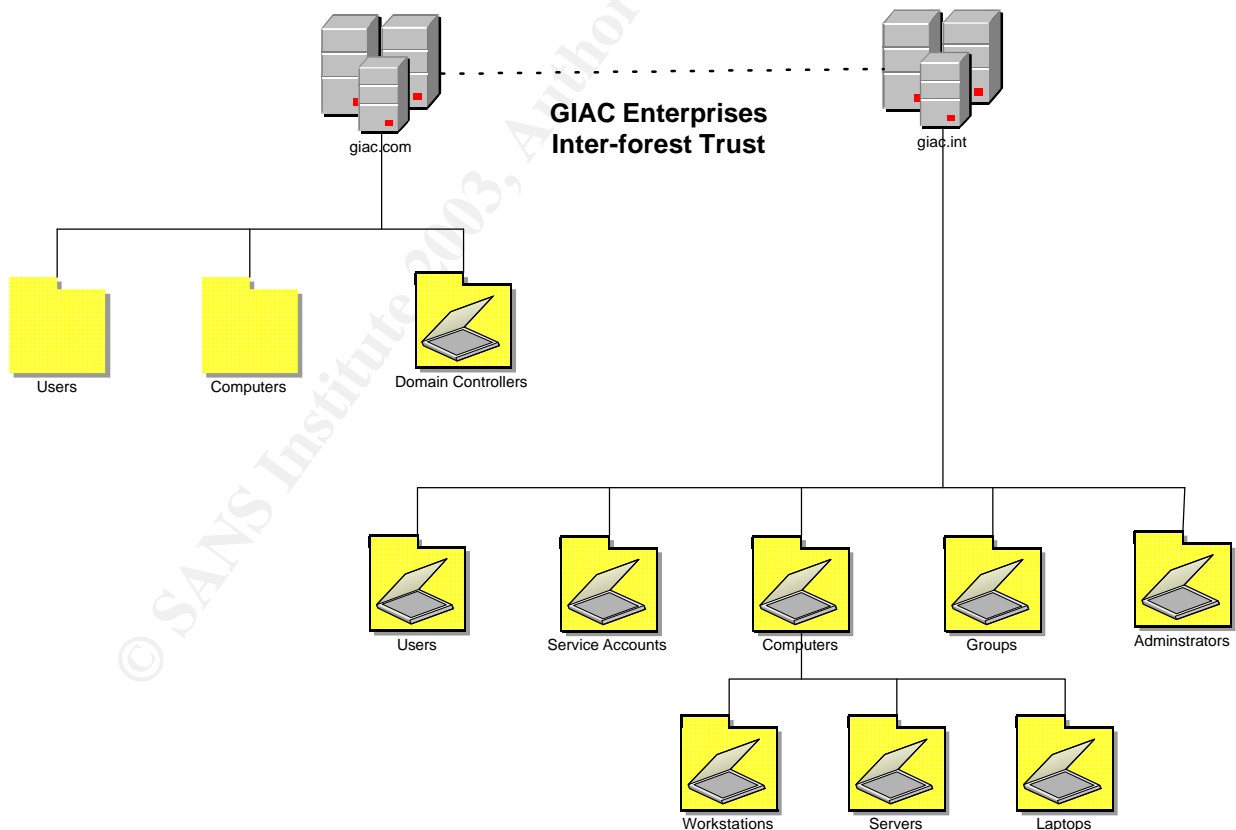 GIAC Enterprises
Inter-forest Trust
giac.com
giac.int
Users
Computers
Domain Controllers
Users
Service Accounts
Computers
Groups
Adminstrators
Workstations
Servers
Laptops
© SANS Institute 2003, Author